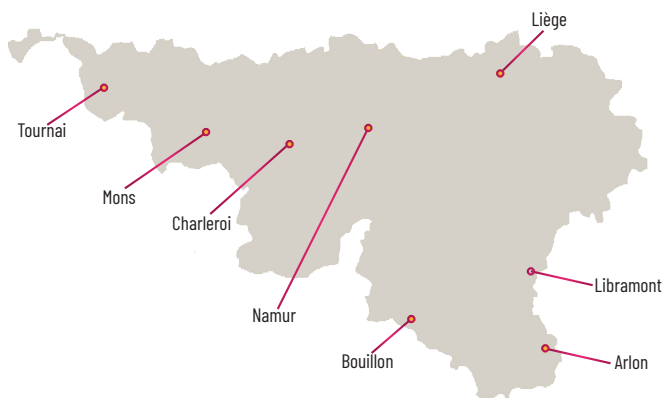 Liège
Tournai
Mons
Charleroi
Libramont
Namur
Bouillon
Arlon